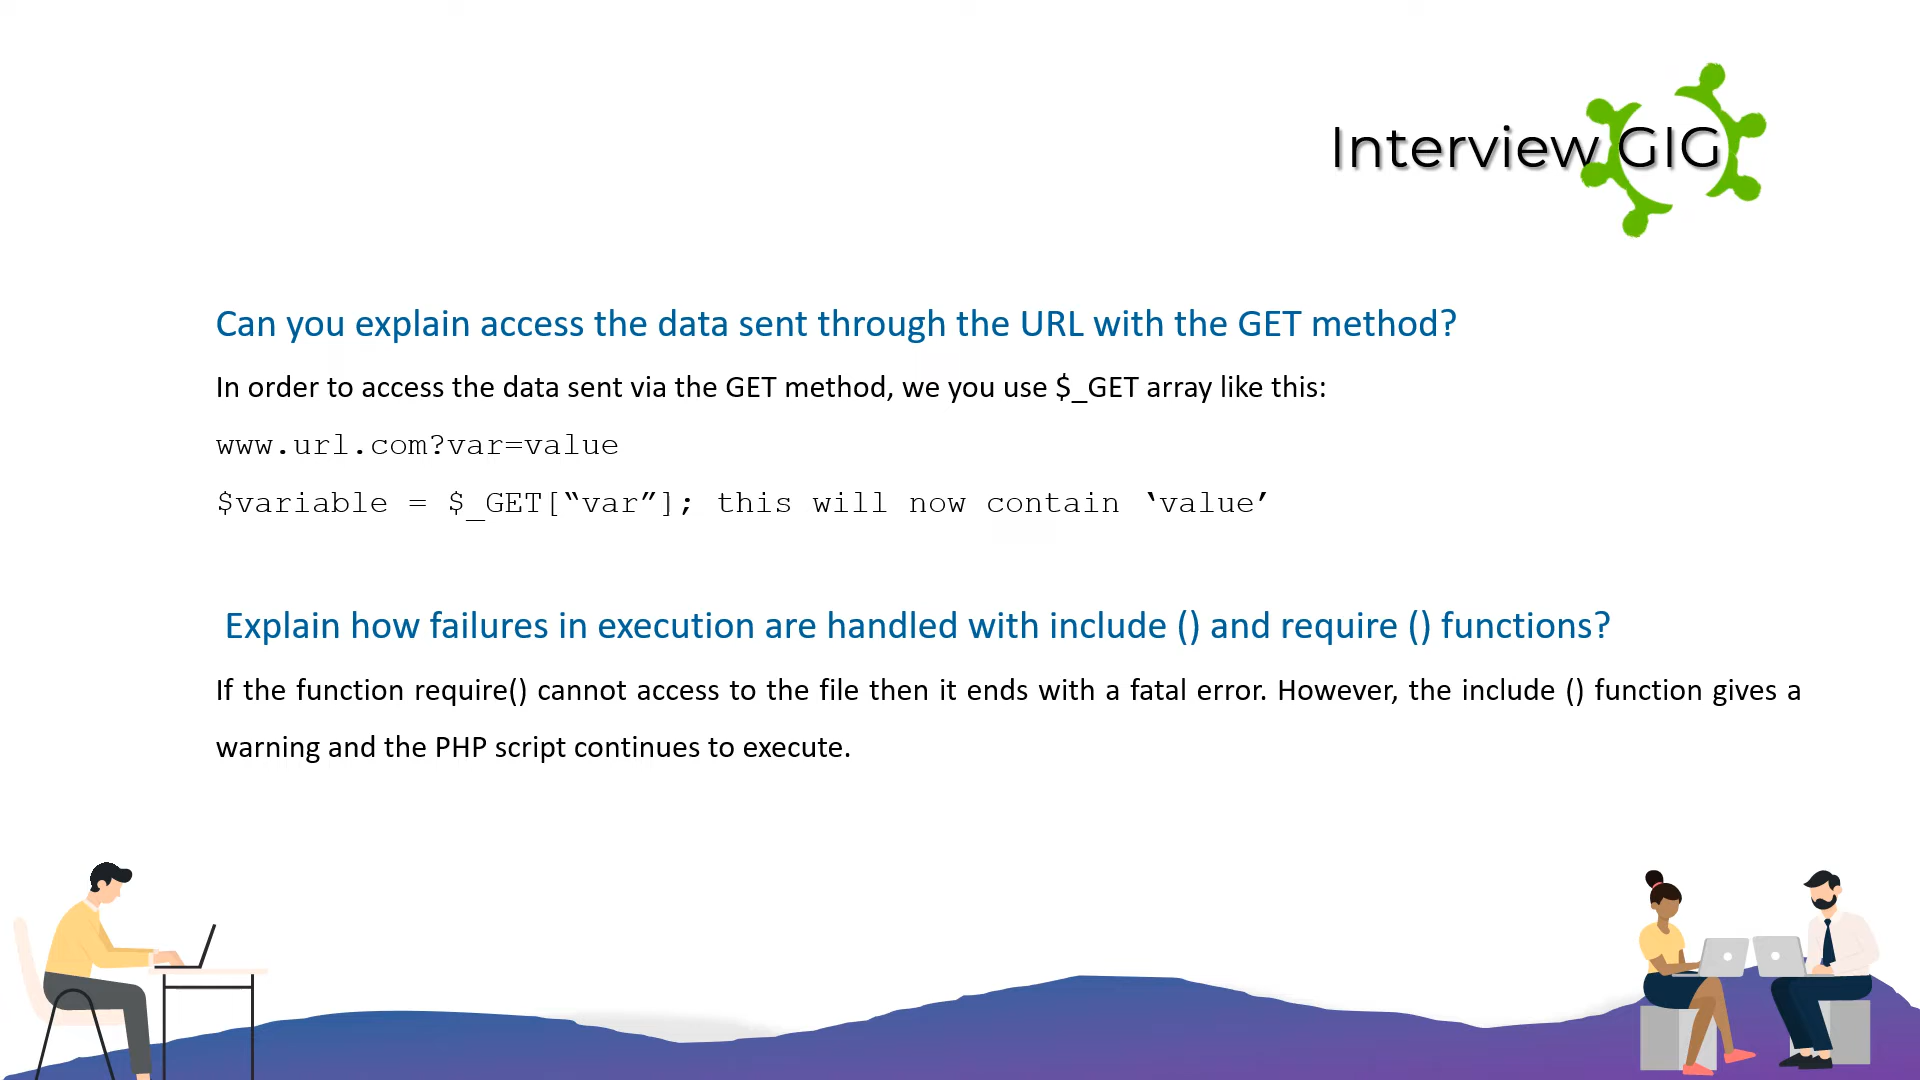 Interview GIG
Can you explain access the data sent through the URL with the GET method?
In order to access the data sent via the GET method, we you use $_GET array like this:
www.url.com?var=value
$variable = $_GET[“var”]; this will now contain ‘value’
Explain how failures in execution are handled with include () and require () functions?
If the function require() cannot access to the file then it ends with a fatal error. However, the include () function gives a
warning and the PHP script continues to execute.